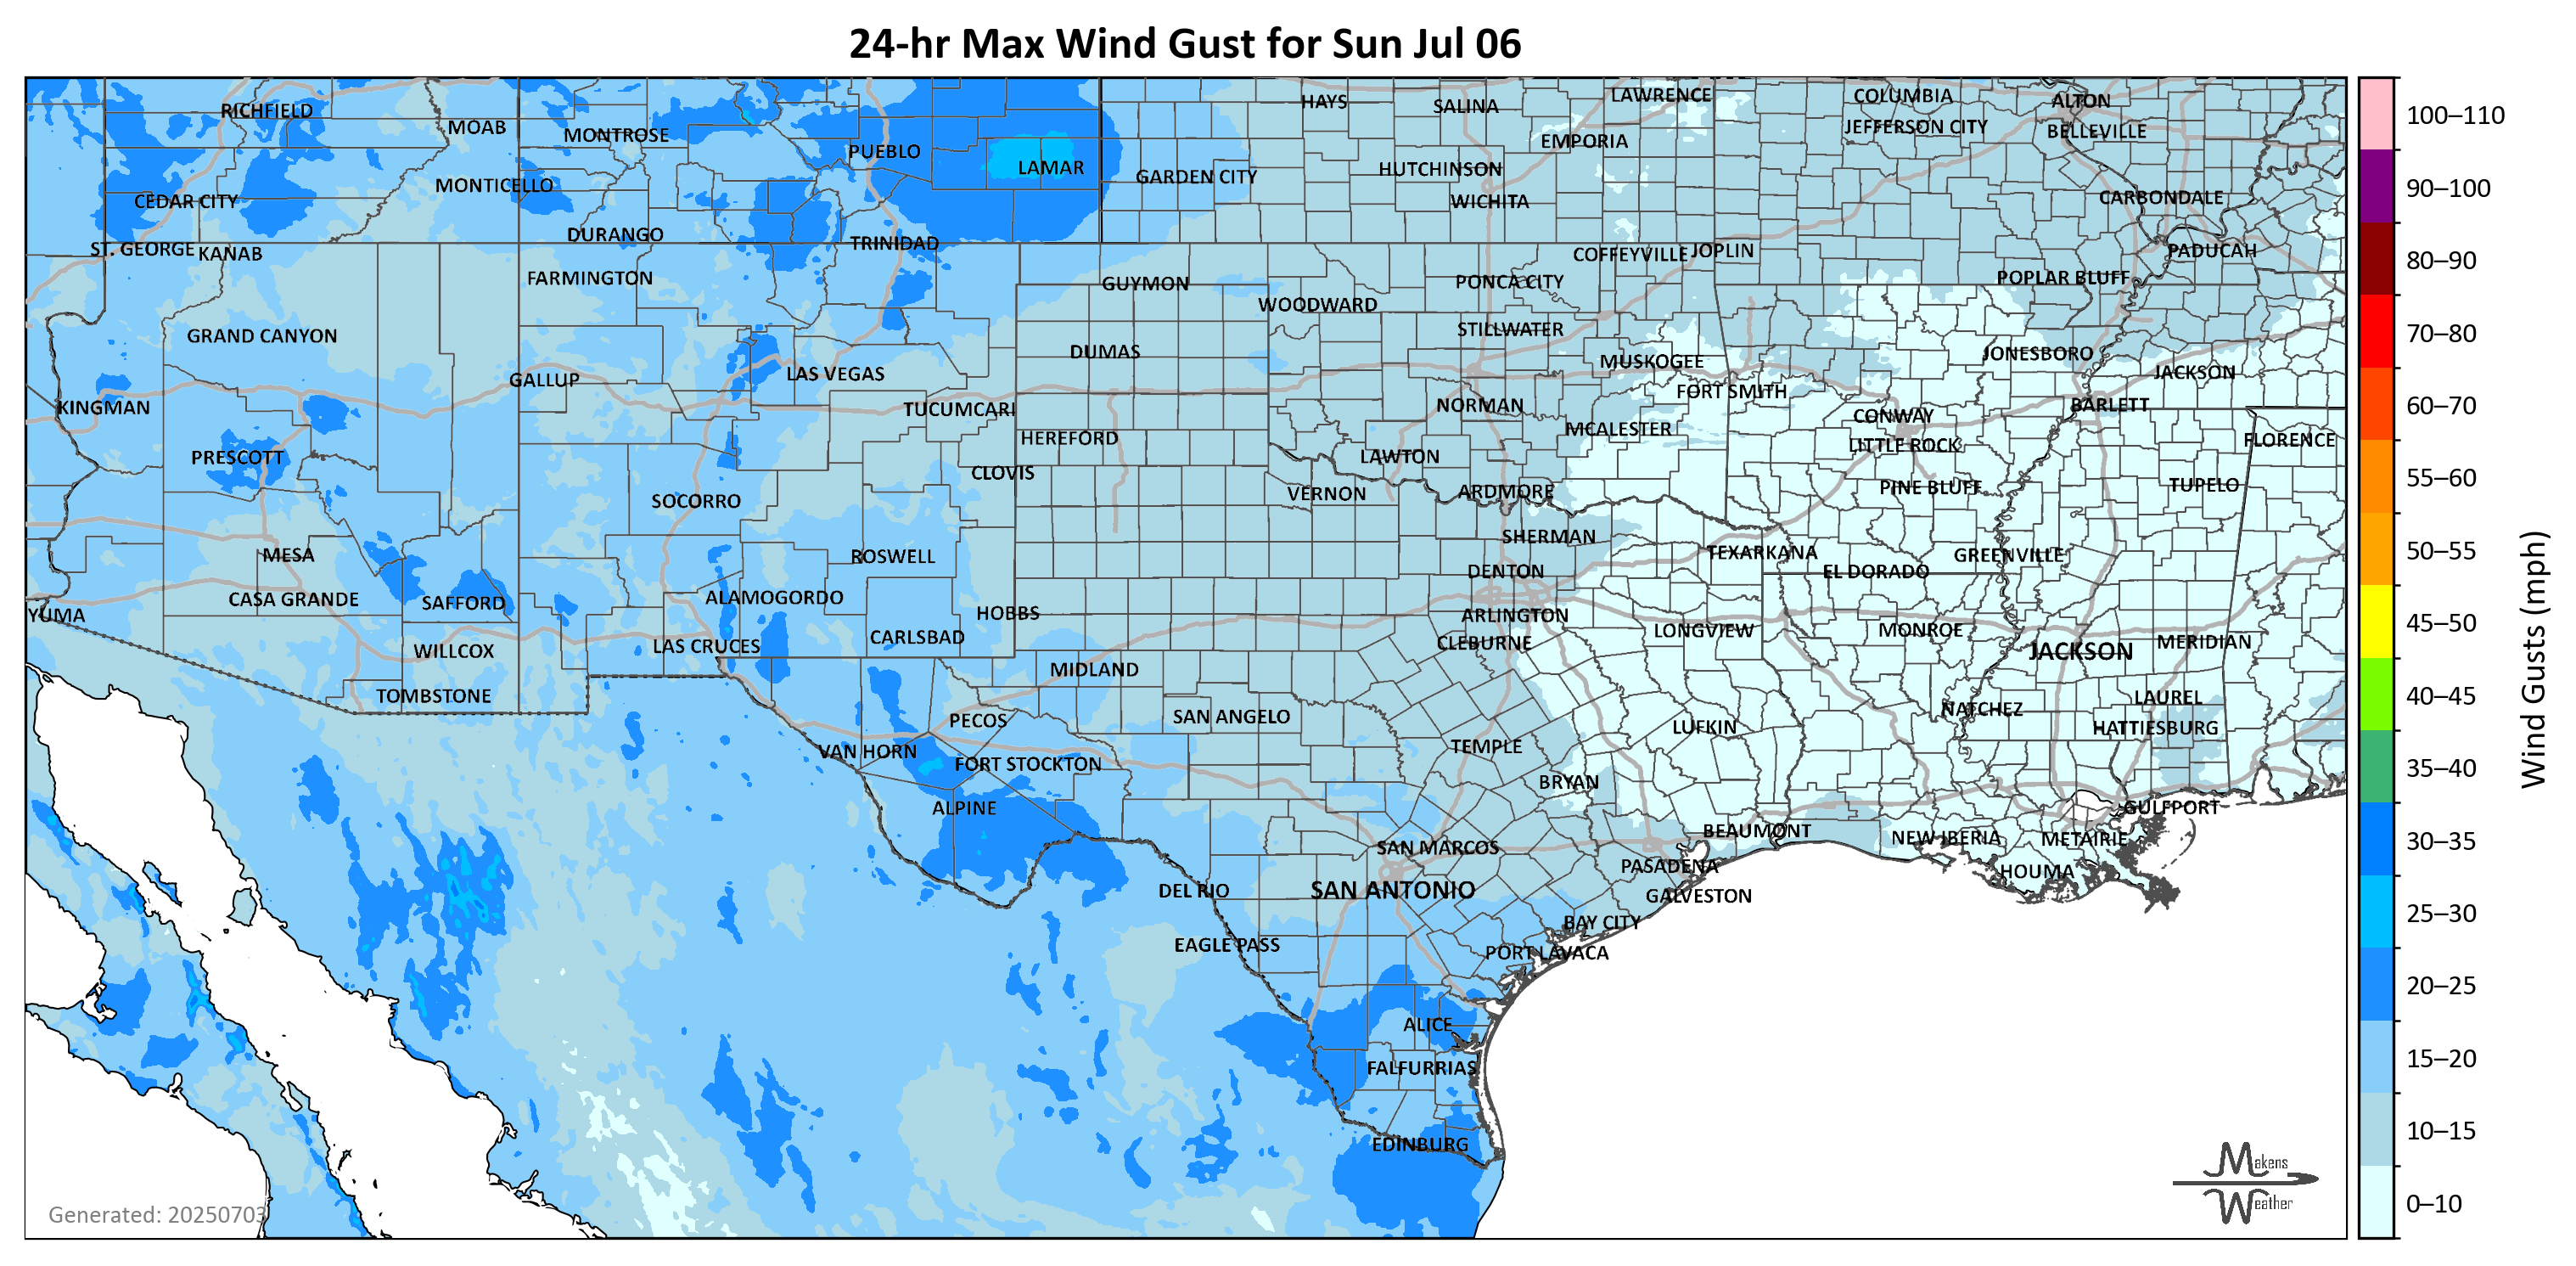 24-hr Max Wind Gust for Sun Jul 06
RICHFIELD
MOAB
MONTROSE
PUEBLO
LAMAR
HAYS
SALINA
LAWRENCE
COLUMBIA
ALTON
JEFFERSON CITY
BELLEVILLE
EMPORIA
HUTCHINSON
GARDEN CITY
WICHITA
MONTICELLO
CEDAR CITY
CARBONDALE
DURANGO
TRINIDAD
ST. GEORGE
KANAB
COFFEYVILLE
JOPLIN
PADUCAH
FARMINGTON
GUYMON
PONCA CITY
POPLAR BLUFF
WOODWARD
GRAND CANYON
STILLWATER
DUMAS
MUSKOGEE
JONESBORO
JACKSON
GALLUP
LAS VEGAS
FORT SMITH
KINGMAN
TUCUMCARI
NORMAN
CONWAY
BARLETT
HEREFORD
MCALESTER
LITTLE ROCK
FLORENCE
PRESCOTT
CLOVIS
LAWTON
SOCORRO
VERNON
ARDMORE
PINE BLUFF
TUPELO
SHERMAN
MESA
ROSWELL
TEXARKANA
GREENVILLE
DENTON
EL DORADO
CASA GRANDE
SAFFORD
ALAMOGORDO
HOBBS
ARLINGTON
YUMA
WILLCOX
LAS CRUCES
CARLSBAD
CLEBURNE
LONGVIEW
MONROE
JACKSON
MERIDIAN
MIDLAND
TOMBSTONE
PECOS
SAN ANGELO
LUFKIN
NATCHEZ
LAUREL
HATTIESBURG
VAN HORN
FORT STOCKTON
TEMPLE
BRYAN
ALPINE
GULFPORT
SAN MARCOS
BEAUMONT
NEW IBERIA
METAIRIE
PASADENA
HOUMA
DEL RIO
SAN ANTONIO
GALVESTON
EAGLE PASS
BAY CITY
PORT LAVACA
ALICE
FALFURRIAS
EDINBURG
Generated: 20250703
Makens
Weather
100–110
90–100
80–90
70–80
60–70
55–60
50–55
45–50
40–45
35–40
30–35
25–30
20–25
15–20
10–15
0–10
Wind Gusts (mph)